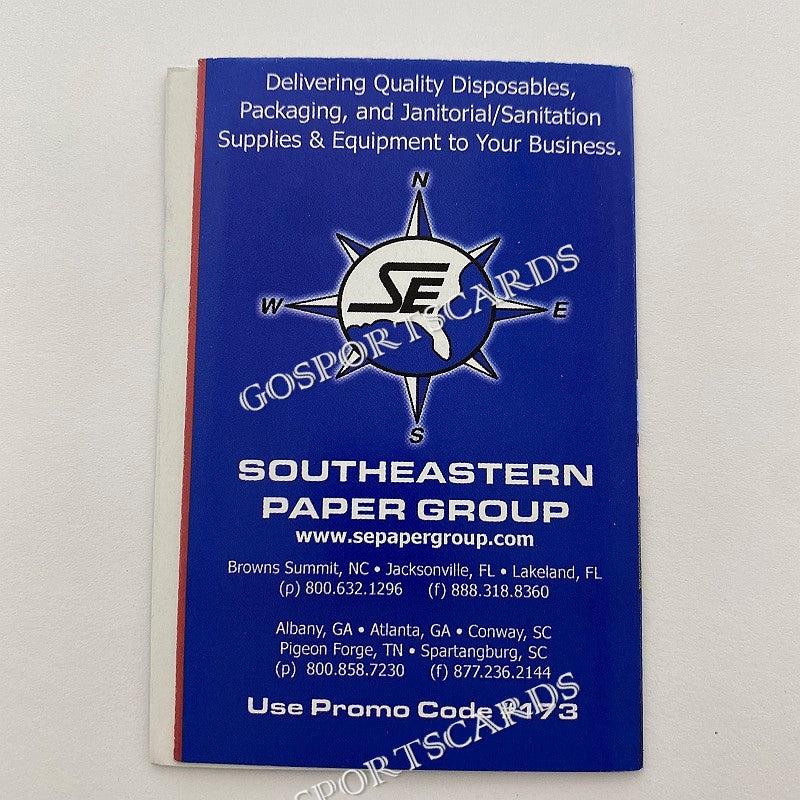 Delivering Quality Disposables,
Packaging, and Janitorial/Sanitation
Supplies & Equipment to Your Business.
N
W
SE
E
S
GOSPORTSCARDS
SOUTHEASTERN
PAPER GROUP
www.sepapergroup.com
Browns Summit, NC • Jacksonville, FL • Lakeland, FL
(p) 800.632.1296 (f) 888.318.8360
Albany, GA • Atlanta, GA • Conway, SC
Pigeon Forge, TN • Spartangburg, SC
(p) 800.858.7230 (f) 877.236.2144
Use Promo Code #473
GOSPORTSCARDS